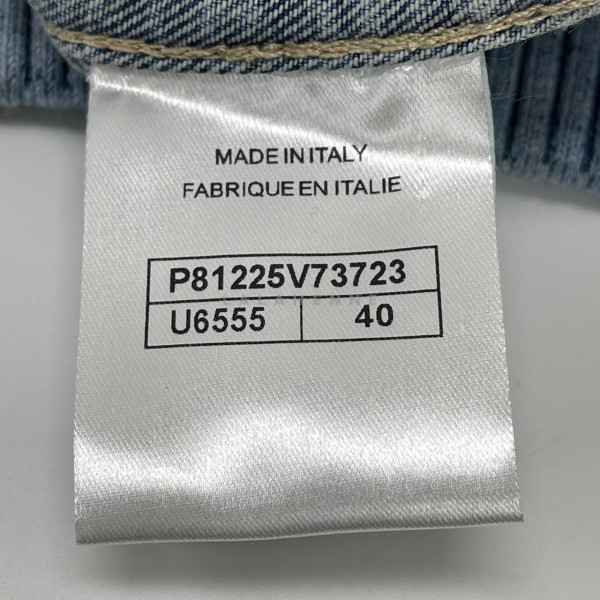 MADE IN ITALY
FABRIQUE EN ITALIE
P81225V73723
U6555 40